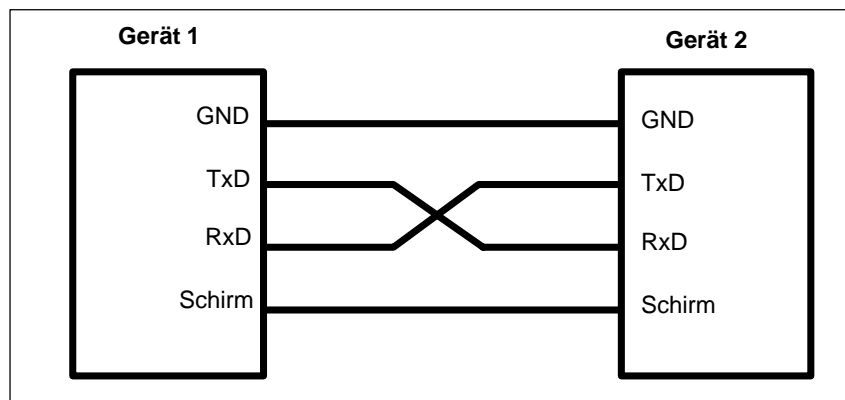 Gerät 1
Gerät 2
GND
GND
TxD
TxD
RxD
RxD
Schirm
Schirm